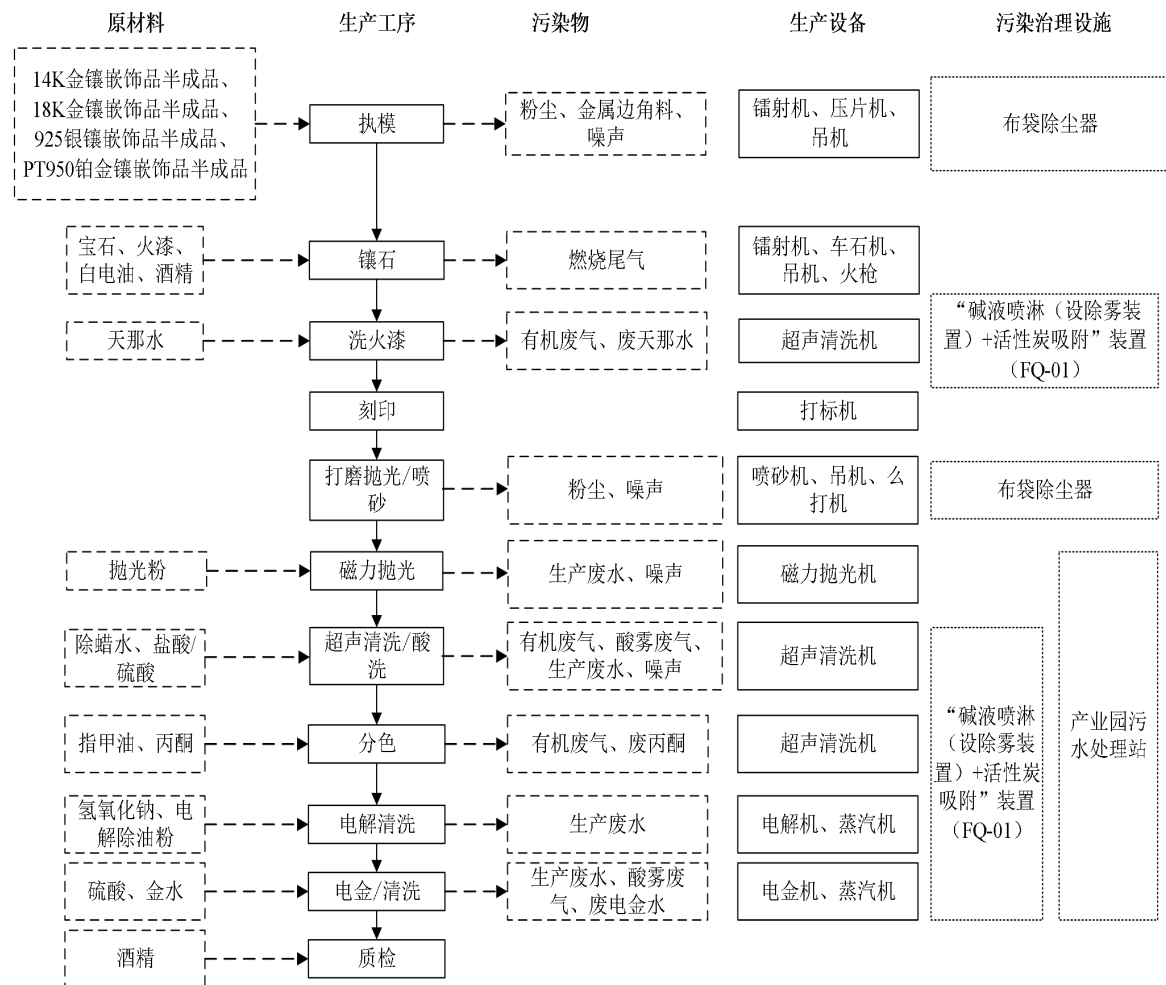 原材料
生产工序
污染物
生产设备
污染治理设施
14K金镶嵌饰品半成品、
18K金镶嵌饰品半成品、
925银镶嵌饰品半成品、
PT950铂金镶嵌饰品半成品
执模
粉尘、金属边角料、
噪声
镭射机、压片机、
吊机
布袋除尘器
宝石、火漆、
白电油、酒精
镶石
燃烧尾气
镭射机、车石机、
吊机、火枪
天那水
洗火漆
有机废气、废天那水
超声清洗机
“碱液喷淋（设除雾装
置）+活性炭吸附”装置
（FQ-01）
刻印
打标机
打磨抛光/喷
砂
粉尘、噪声
喷砂机、吊机、么
打机
布袋除尘器
抛光粉
磁力抛光
生产废水、噪声
磁力抛光机
除蜡水、盐酸/
硫酸
超声清洗/酸
洗
有机废气、酸雾废气、
生产废水、噪声
超声清洗机
指甲油、丙酮
分色
有机废气、废丙酮
超声清洗机
“碱液喷淋
（设除雾装
置）+活性炭
吸附”装置
（FQ-01）
产业园污
水处理站
氢氧化钠、电
解除油粉
电解清洗
生产废水
电解机、蒸汽机
硫酸、金水
电金/清洗
生产废水、酸雾废
气、废电金水
电金机、蒸汽机
酒精
质检